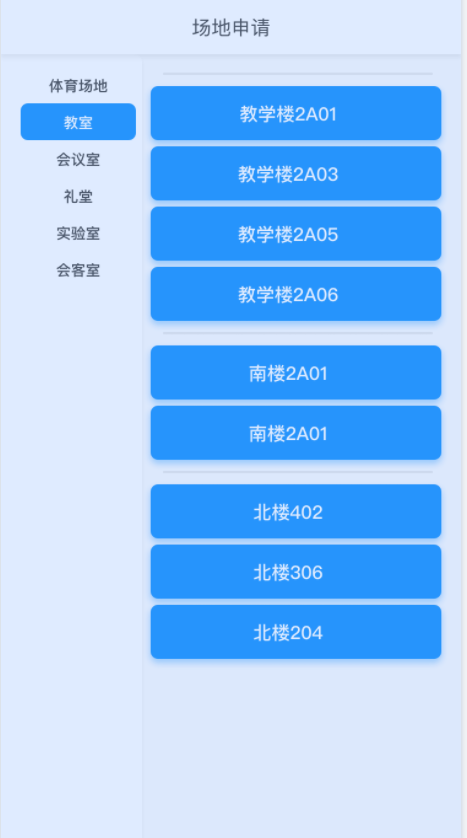 场地申请
体育场地
教室
会议室
礼堂
实验室
会客室
教学楼2A01
教学楼2A03
教学楼2A05
教学楼2A06
南楼2A01
南楼2A01
北楼402
北楼306
北楼204